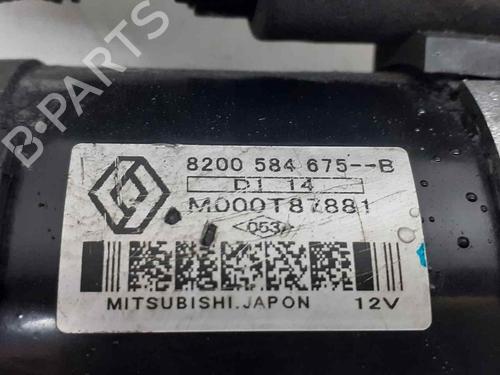 B-PARTS
8200 584 675--B
D1 14
M000T87881
<053>
MITSUBISHI.JAPON 12V